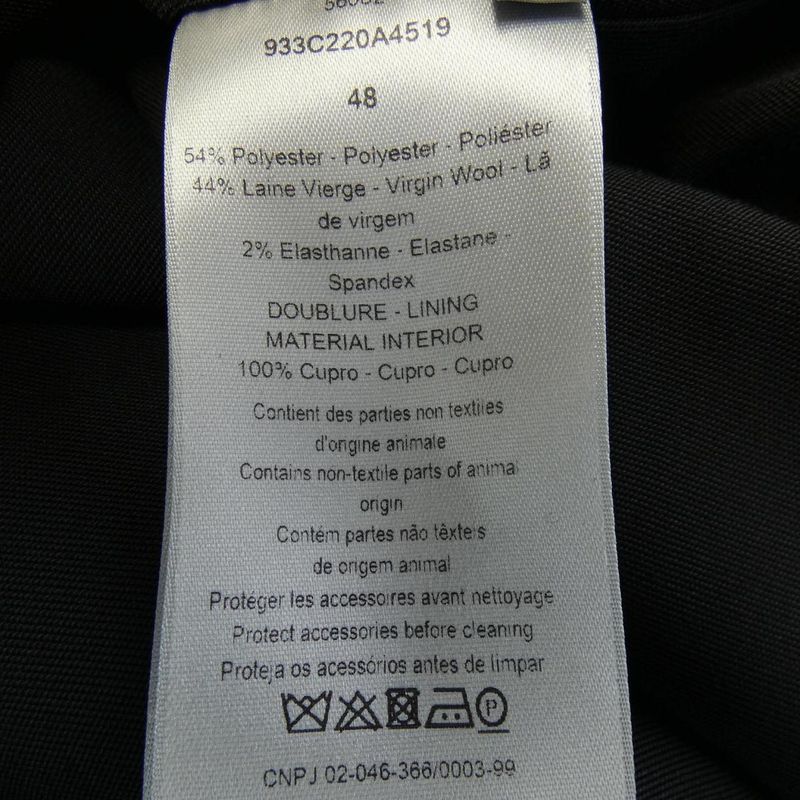 933C220A4519
48
54% Polyester - Polyester - Poliéster
44% Laine Vierge - Virgin Wool - Lã
de virgem
2% Elasthanne - Elastane -
Spandex
DOUBLURE - LINING
MATERIAL INTERIOR
100% Cupro - Cupro - Cupro
Contient des parties non textiles
d'origine animale
Contains non-textile parts of animal
origin
Contém partes não têxteis
de origem animal
Protéger les accessoires avant nettoyage
Protect accessories before cleaning
Proteja os acessórios antes de limpar
P
CNPJ 02-046-366/0003-99